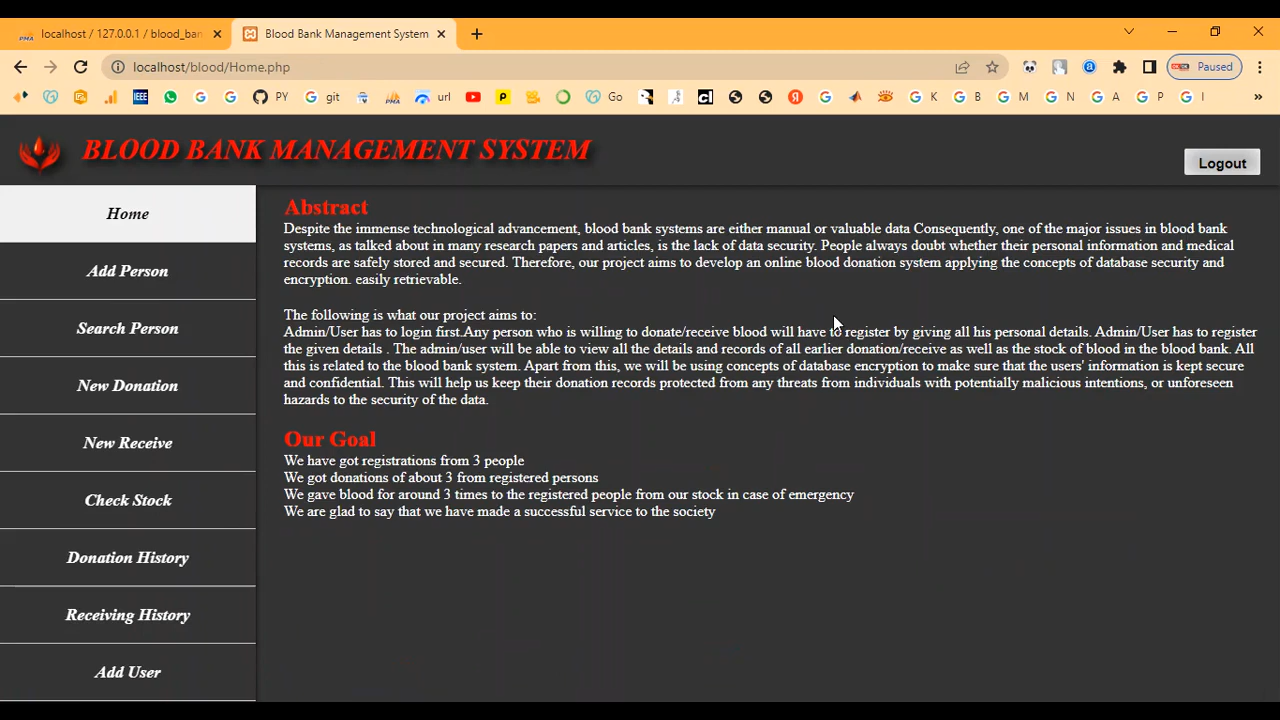 localhost / 127.0.0.1 / blood_ban
Blood Bank Management System
localhost/blood/Home.php
Paused
PY
git
url
Go
K
B
M
N
A
P
I
BLOOD BANK MANAGEMENT SYSTEM
Logout
Home
Add Person
Search Person
New Donation
New Receive
Check Stock
Donation History
Receiving History
Add User
Abstract
Despite the immense technological advancement, blood bank systems are either manual or valuable data Consequently, one of the major issues in blood bank
systems, as talked about in many research papers and articles, is the lack of data security. People always doubt whether their personal information and medical
records are safely stored and secured. Therefore, our project aims to develop an online blood donation system applying the concepts of database security and
encryption. easily retrievable.
The following is what our project aims to:
Admin/User has to login first.Any person who is willing to donate/receive blood will have to register by giving all his personal details. Admin/User has to register
the given details . The admin/user will be able to view all the details and records of all earlier donation/receive as well as the stock of blood in the blood bank. All
this is related to the blood bank system. Apart from this, we will be using concepts of database encryption to make sure that the users' information is kept secure
and confidential. This will help us keep their donation records protected from any threats from individuals with potentially malicious intentions, or unforeseen
hazards to the security of the data.
Our Goal
We have got registrations from 3 people
We got donations of about 3 from registered persons
We gave blood for around 3 times to the registered people from our stock in case of emergency
We are glad to say that we have made a successful service to the society